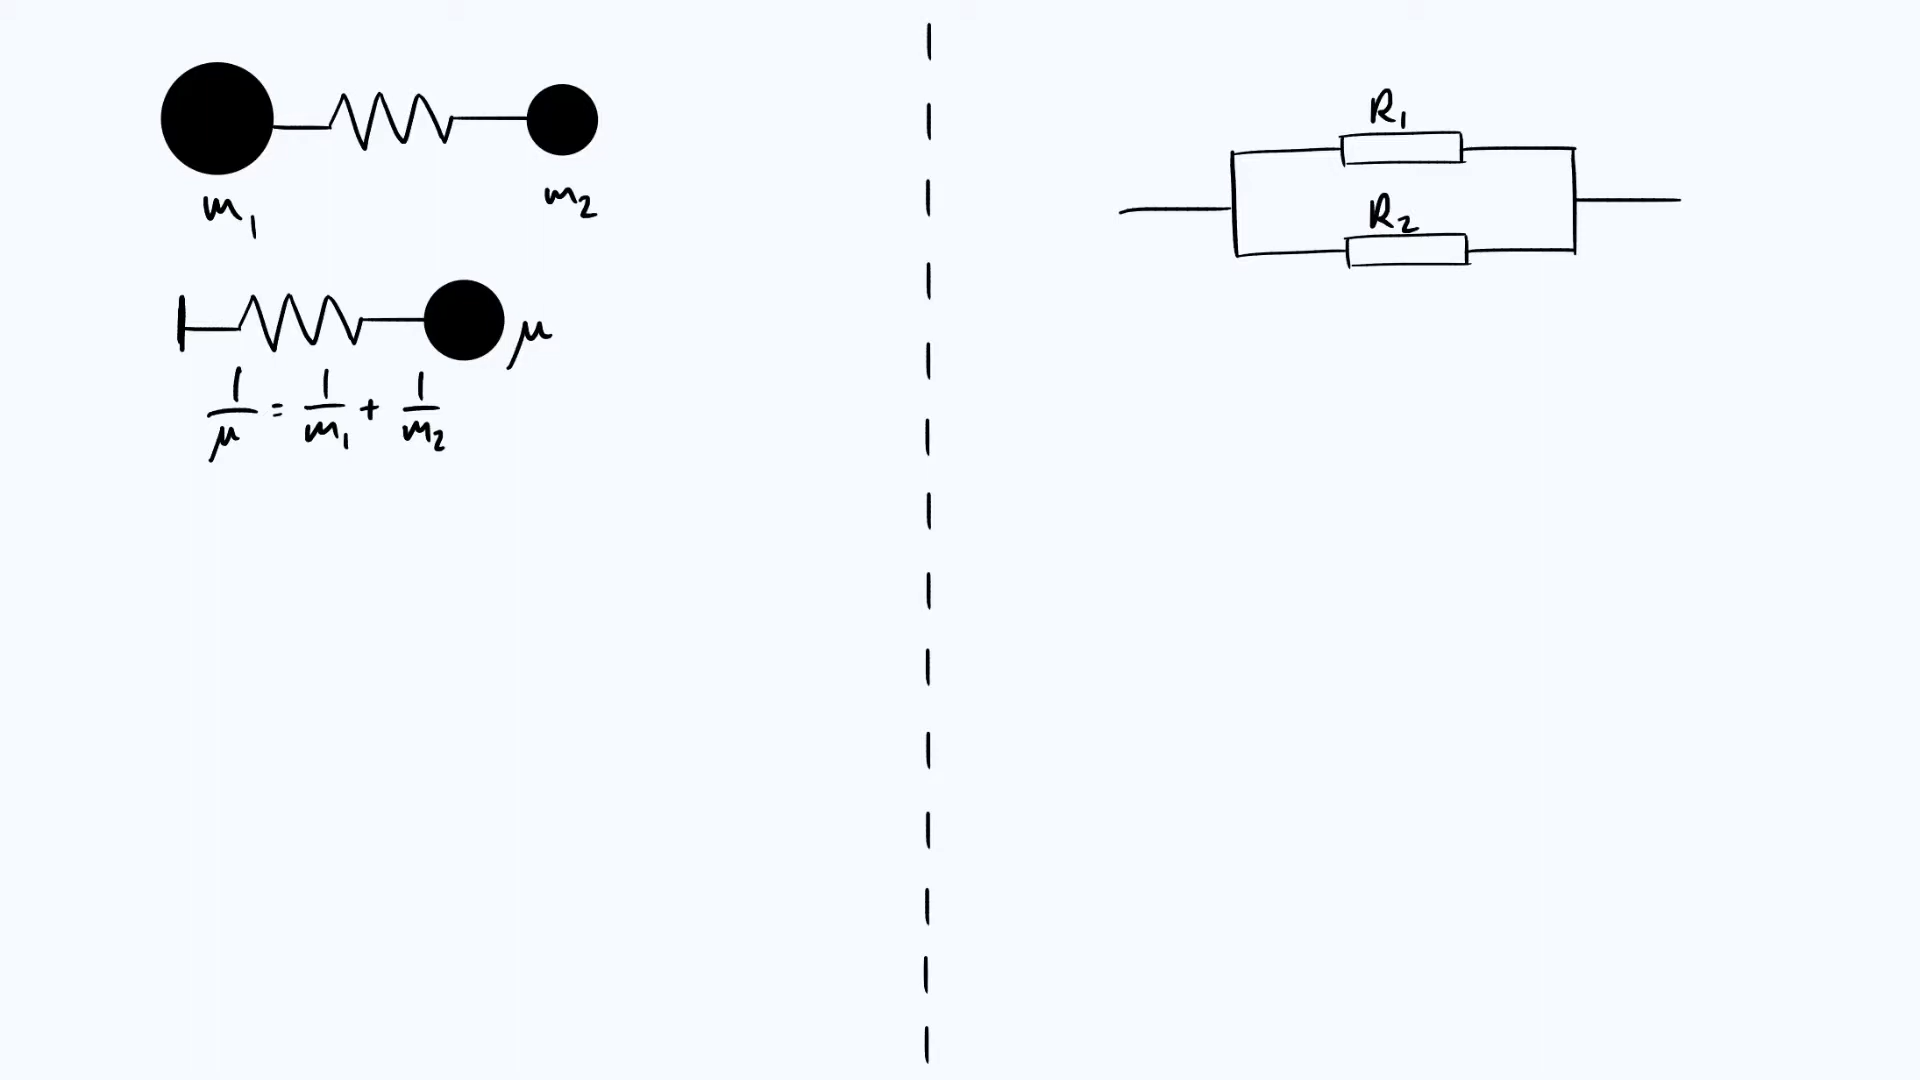 m₁ m₂
μ
1/μ = 1/m₁ + 1/m₂
R₁
R₂